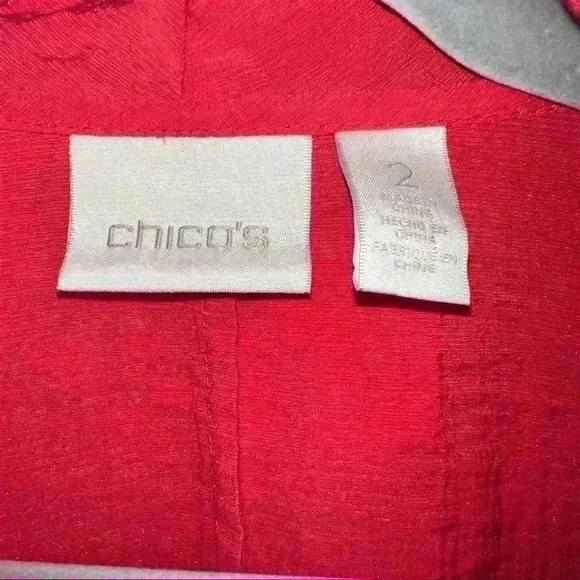 chico's
2
MADE IN
CHINA
HECHO EN
CHINA
FABRIQUE EN
CHINE